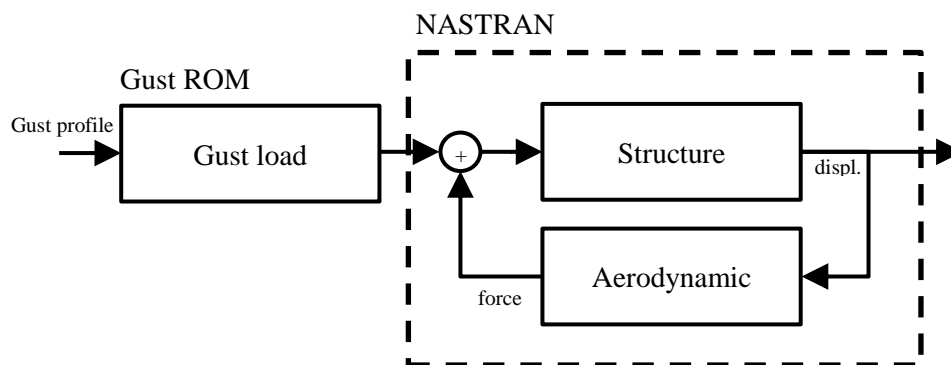 NASTRAN
Gust ROM
Gust profile
Gust load
+
Structure
displ.
Aerodynamic
force